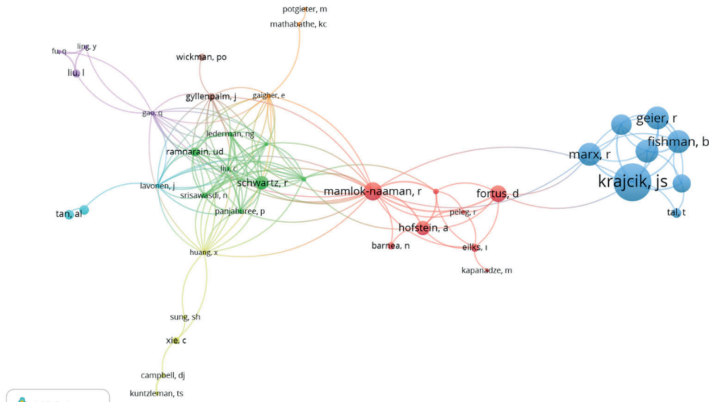 potgieter, m
mathabathe, kc
fu, q
ling, y
liu, l
wickman, po
gyllenpalm, j
gaigher, e
gao, q
lederman, ng
ramnarain, ud
liu, c
lavonen, j
schwartz, r
srisawasdi, n
panjaburee, p
tan, al
huang, x
sung, sh
xie, c
campbell, dj
kuntzleman, ts
mamlok-naaman, r
fortus, d
peleg, r
hofstein, a
barnea, n
eilks, i
kapanadze, m
geier, r
fishman, b
marx, r
krajcik, js
tal, t